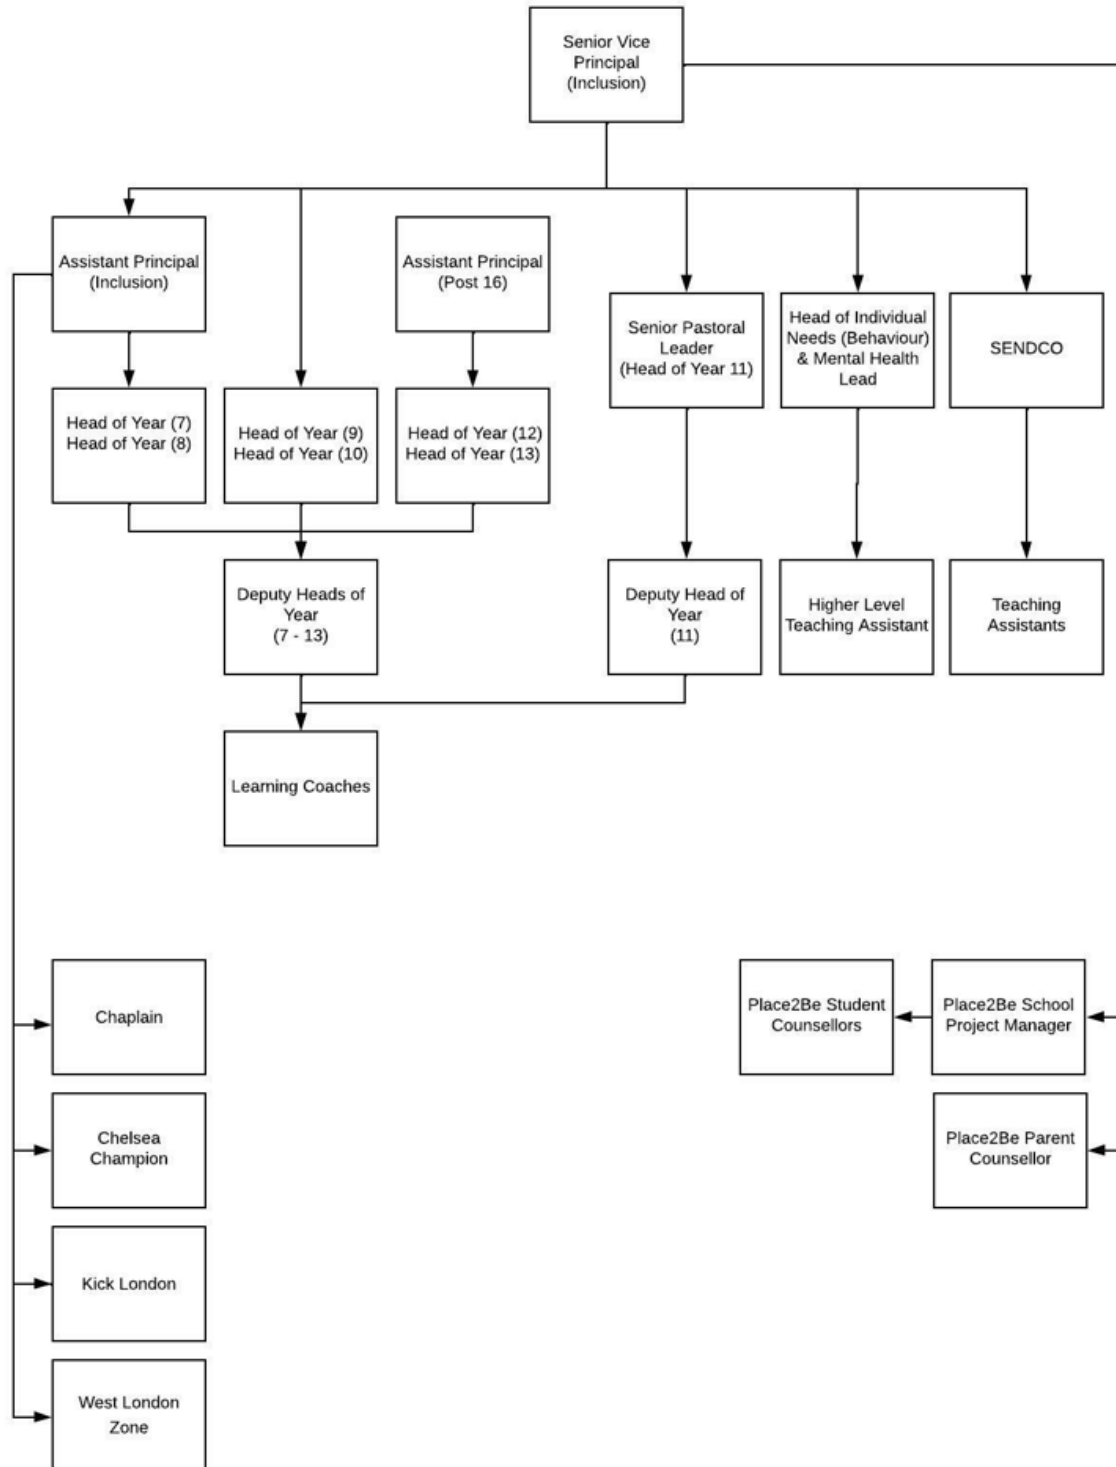 Senior Vice
Principal
(Inclusion)
Assistant Principal
(Inclusion)
Assistant Principal
(Post 16)
Senior Pastoral
Leader
(Head of Year 11)
Head of Individual
Needs (Behaviour)
& Mental Health
Lead
SENDCO
Head of Year (7)
Head of Year (8)
Head of Year (9)
Head of Year (10)
Head of Year (12)
Head of Year (13)
Deputy Heads of
Year
(7 - 13)
Deputy Head of
Year
(11)
Higher Level
Teaching Assistant
Teaching
Assistants
Learning Coaches
Chaplain
Place2Be Student
Counsellors
Place2Be School
Project Manager
Chelsea
Champion
Place2Be Parent
Counsellor
Kick London
West London
Zone